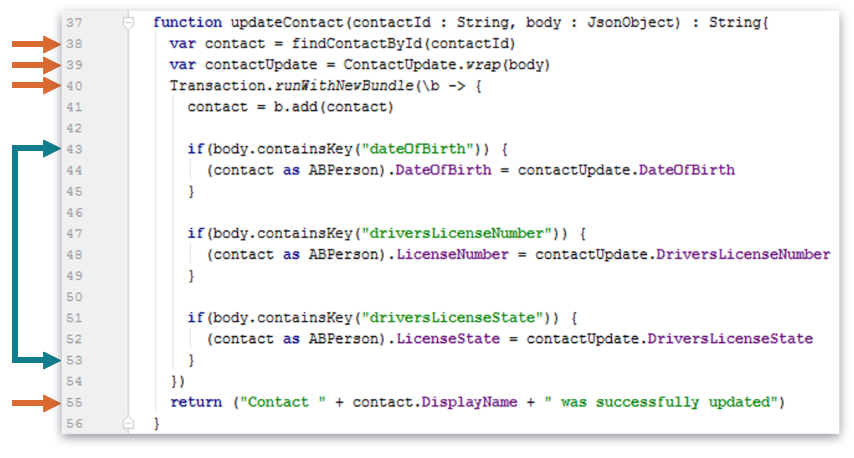 37 function updateContact(contactId : String, body : JsonObject) : String{
38 var contact = findContactById(contactId)
39 var contactUpdate = ContactUpdate.wrap(body)
40 Transaction.runWithNewBundle(\b -> {
41 contact = b.add(contact)
42
43 if(body.containsKey("dateOfBirth")) {
44 (contact as ABPerson).DateOfBirth = contactUpdate.DateOfBirth
45 }
46
47 if(body.containsKey("driversLicenseNumber")) {
48 (contact as ABPerson).LicenseNumber = contactUpdate.DriversLicenseNumber
49 }
50
51 if(body.containsKey("driversLicenseState")) {
52 (contact as ABPerson).LicenseState = contactUpdate.DriversLicenseState
53 }
54 })
55 return ("Contact " + contact.DisplayName + " was successfully updated")
56 }